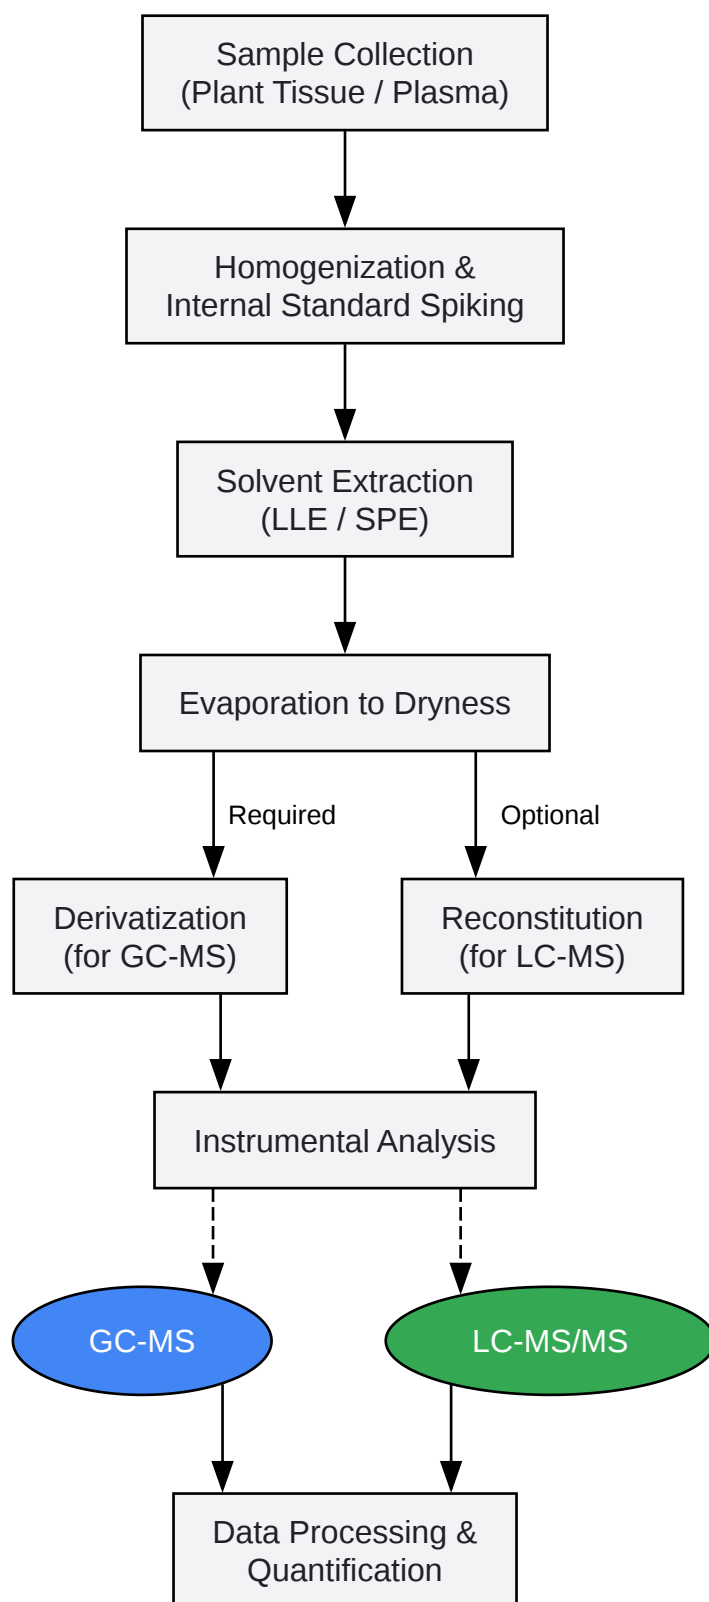 Sample Collection
(Plant Tissue / Plasma)
Homogenization &
Internal Standard Spiking
Solvent Extraction
(LLE / SPE)
Evaporation to Dryness
Required
Optional
Derivatization
(for GC-MS)
Reconstitution
(for LC-MS)
Instrumental Analysis
GC-MS
LC-MS/MS
Data Processing &
Quantification